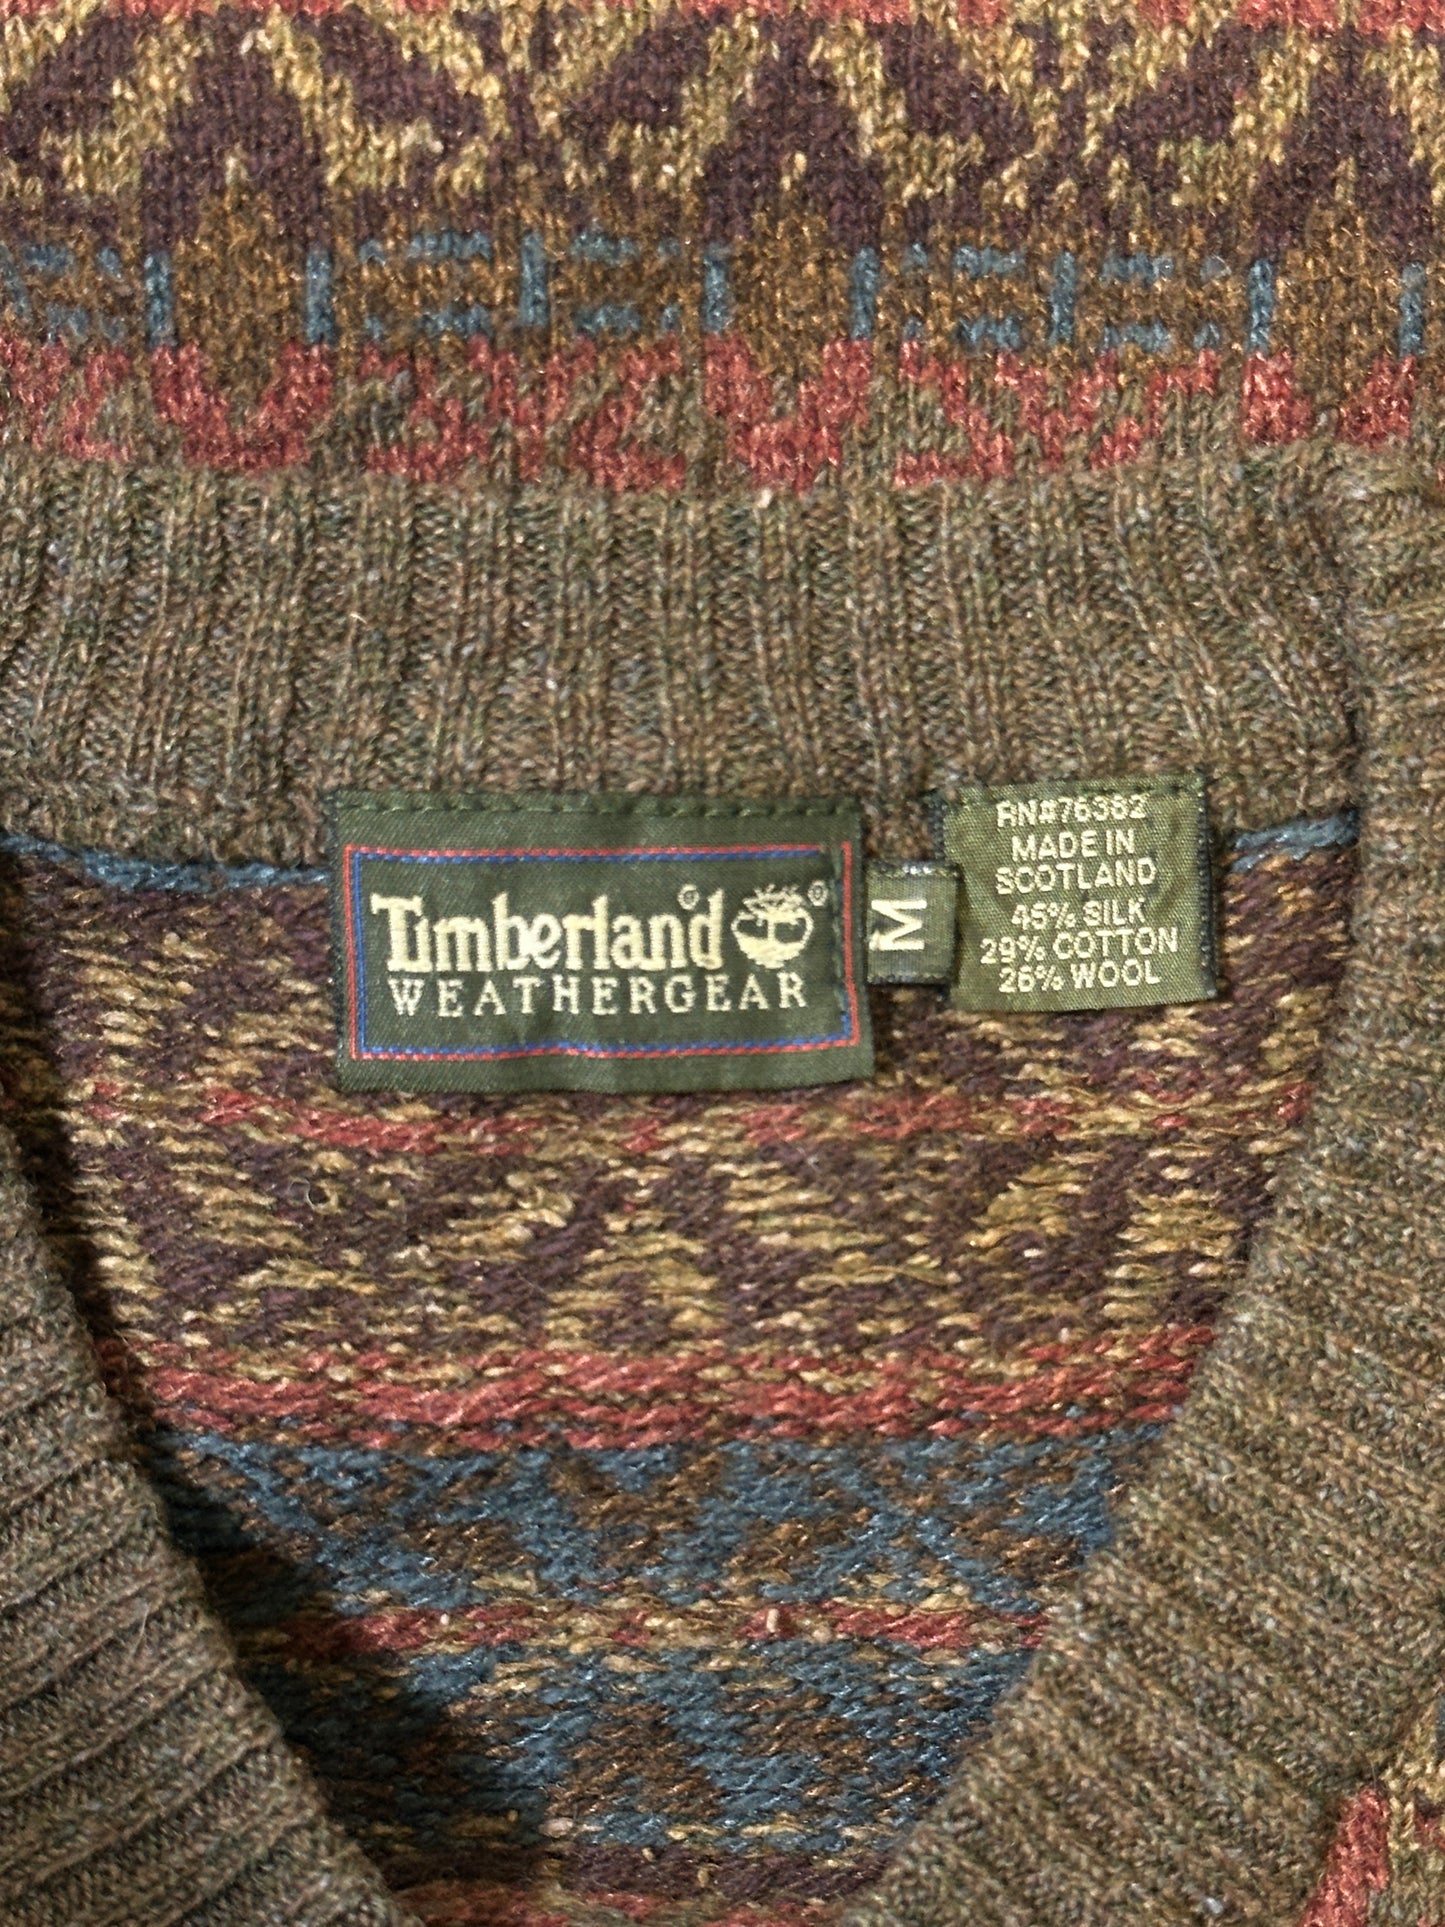 Timberland®
WEATHERGEAR
M
RN#76382
MADE IN
SCOTLAND
45% SILK
29% COTTON
26% WOOL